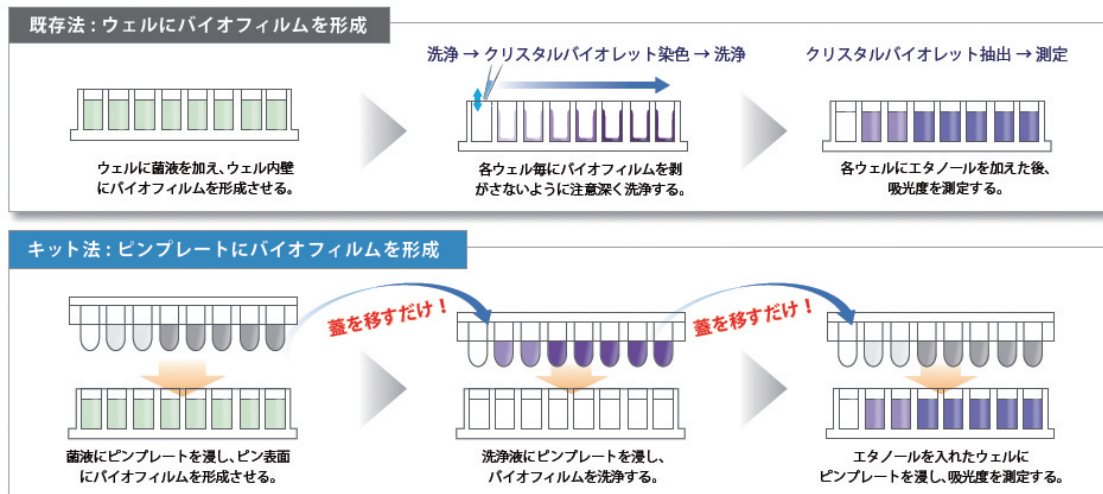 既存法：ウェルにバイオフィルムを形成
洗浄 → クリスタルバイオレット染色 → 洗浄
クリスタルバイオレット抽出 → 測定
ウェルに菌液を加え、ウェル内壁
にバイオフィルムを形成させる。
各ウェル毎にバイオフィルムを剥
がさないように注意深く洗浄する。
各ウェルにエタノールを加えた後、
吸光度を測定する。
キット法：ピンプレートにバイオフィルムを形成
蓋を移すだけ！
蓋を移すだけ！
菌液にピンプレートを浸し、ピン表面
にバイオフィルムを形成させる。
洗浄液にピンプレートを浸し、
バイオフィルムを洗浄する。
エタノールを入れたウェルに
ピンプレートを浸し、吸光度を測定する。